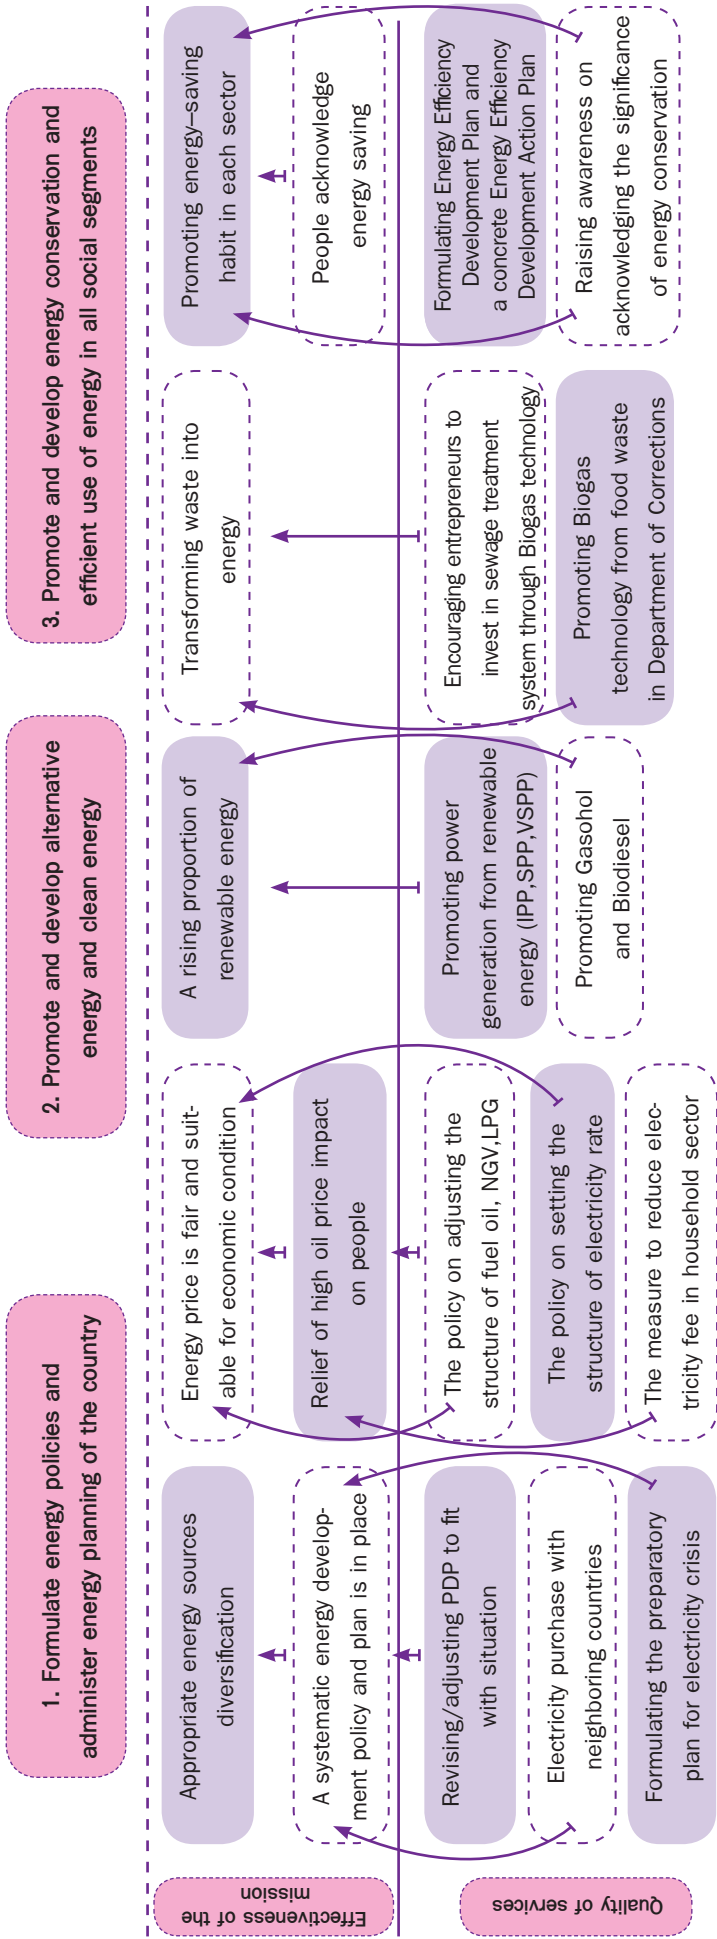 1. Formulate energy policies and
administer energy planning of the country
2. Promote and develop alternative
energy and clean energy
3. Promote and develop energy conservation and
efficient use of energy in all social segments
Effectiveness of the
mission
Appropriate energy sources
diversification
A systematic energy develop-
ment policy and plan is in place
Energy price is fair and suit-
able for economic condition
Relief of high oil price impact
on people
A rising proportion of
renewable energy
Transforming waste into
energy
Promoting energy–saving
habit in each sector
People acknowledge
energy saving
Quality of services
Revising/adjusting PDP to fit
with situation
Electricity purchase with
neighboring countries
Formulating the preparatory
plan for electricity crisis
The policy on adjusting the
structure of fuel oil, NGV,LPG
The policy on setting the
structure of electricity rate
The measure to reduce elec-
tricity fee in household sector
Promoting power
generation from renewable
energy (IPP,SPP,VSPP)
Promoting Gasohol
and Biodiesel
Encouraging entrepreneurs to
invest in sewage treatment
system through Biogas technology
Promoting Biogas
technology from food waste
in Department of Corrections
Formulating Energy Efficiency
Development Plan and
a concrete Energy Efficiency
Development Action Plan
Raising awareness on
acknowledging the significance
of energy conservation